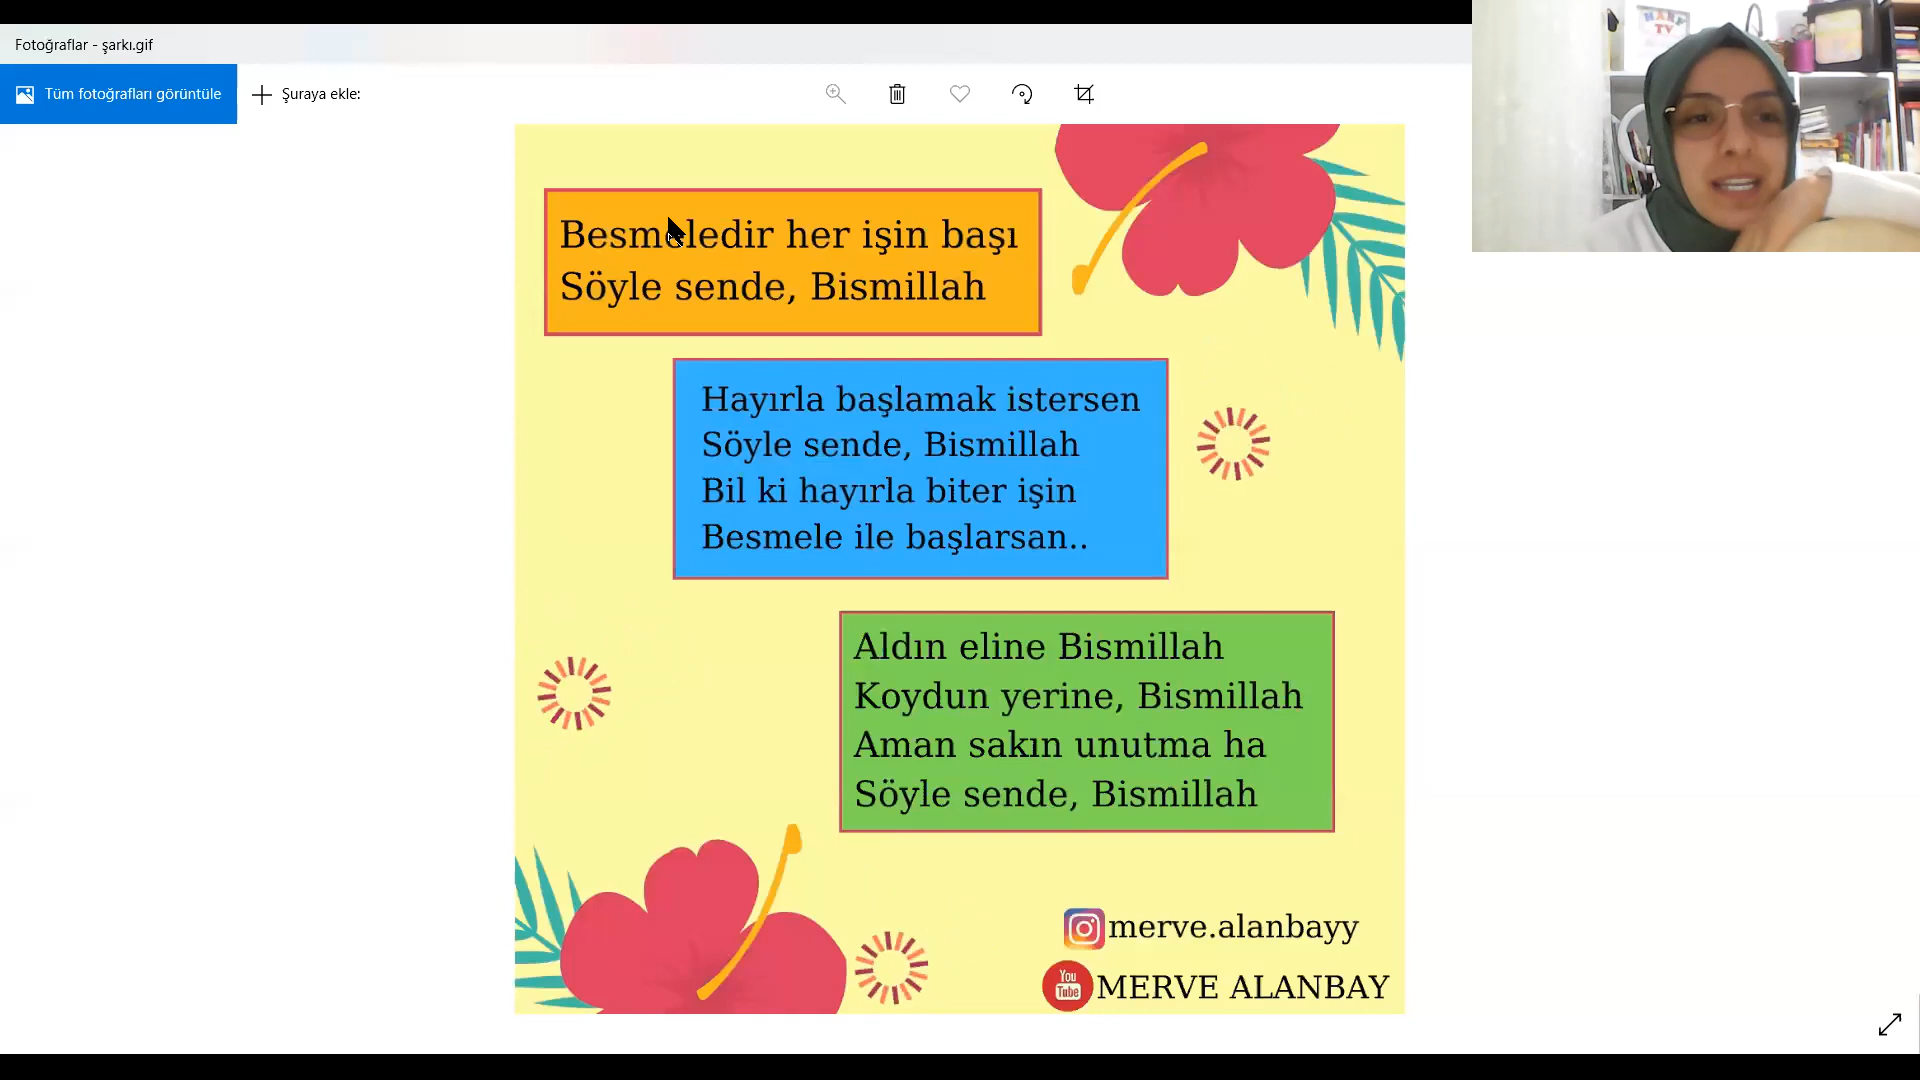 Fotoğraflar - şarkı.gif
Tüm fotoğrafları görüntüle
Şuraya ekle:
HARF
TV
Besmeledir her işin başı
Söyle sende, Bismillah
Hayırla başlamak istersen
Söyle sende, Bismillah
Bil ki hayırla biter işin
Besmele ile başlarsan..
Aldın eline Bismillah
Koydun yerine, Bismillah
Aman sakın unutma ha
Söyle sende, Bismillah
merve.alanbayy
You
Tube
MERVE ALANBAY